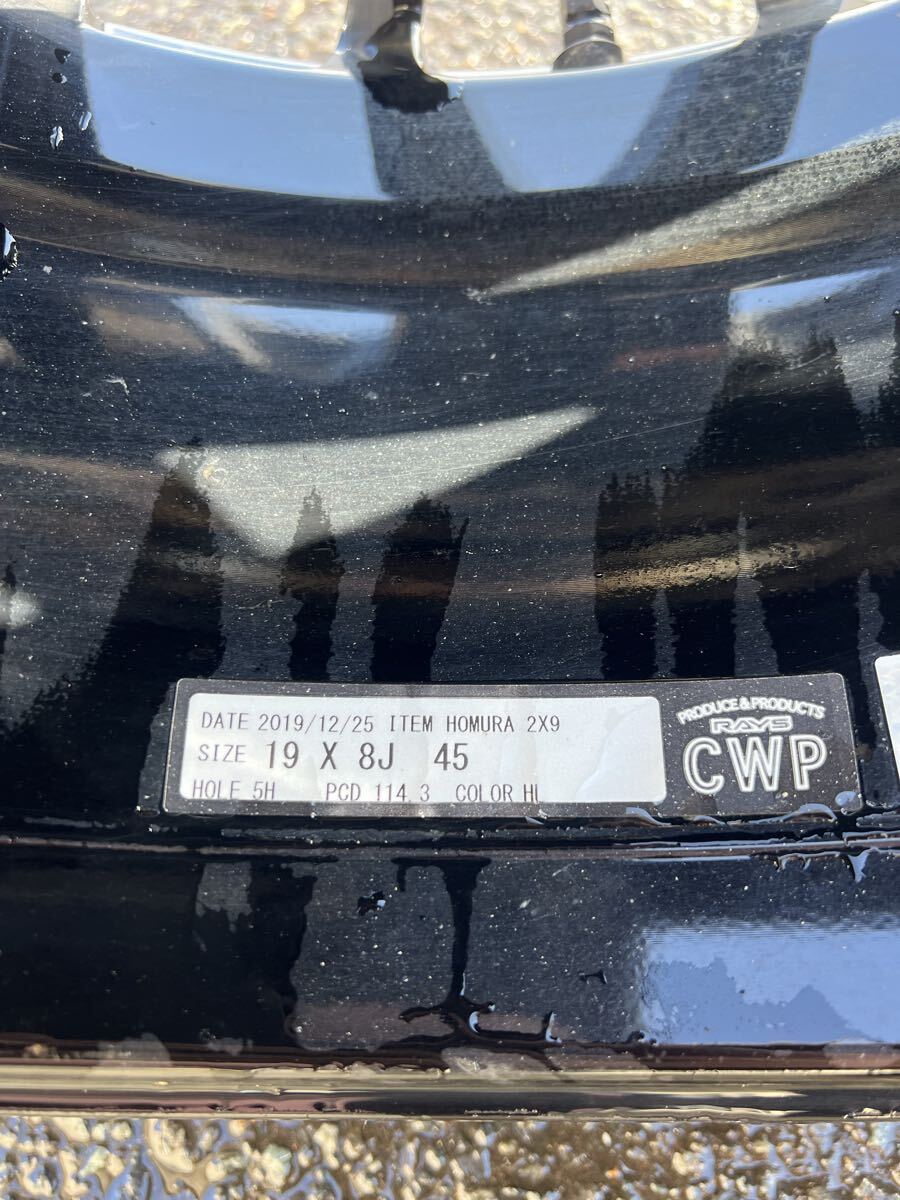 DATE 2019/12/25 ITEM HOMURA 2X9
SIZE 19 X 8J 45
HOLE 5H PCD 114.3 COLOR HL
PRODUCE&PRODUCTS
RAYS
CWP